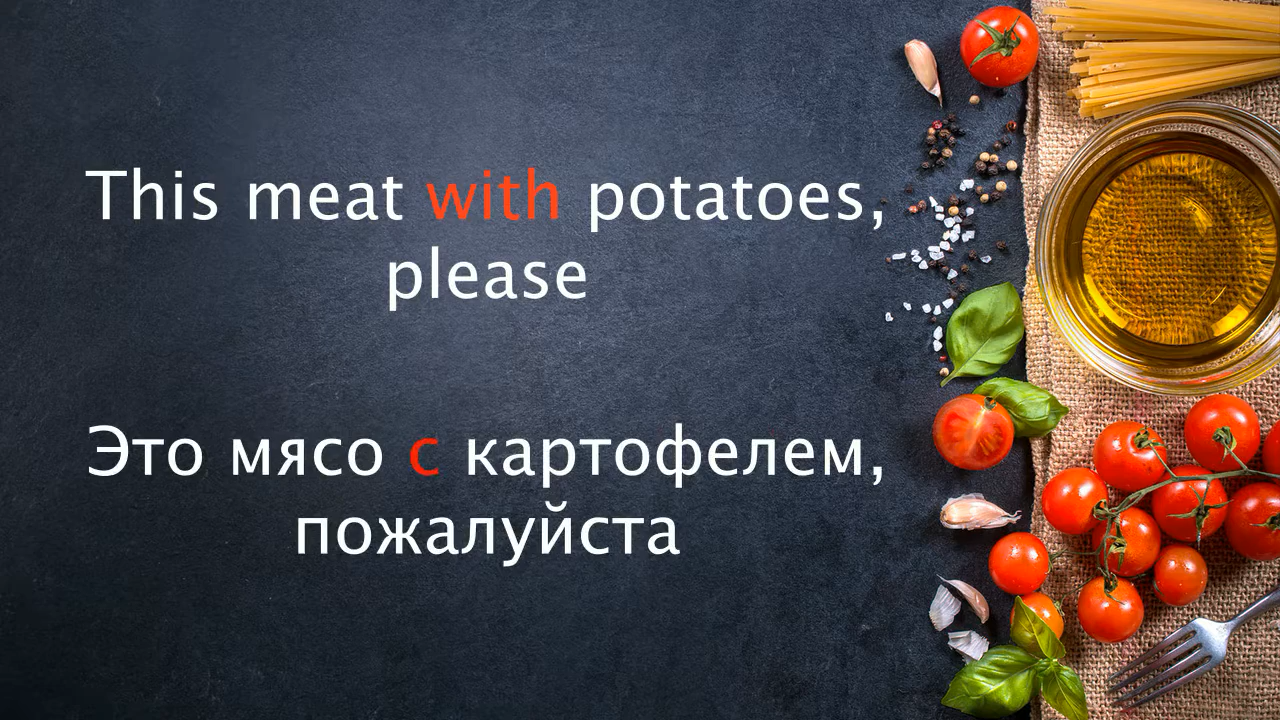 This meat with potatoes,
please
Это мясо с картофелем,
пожалуйста